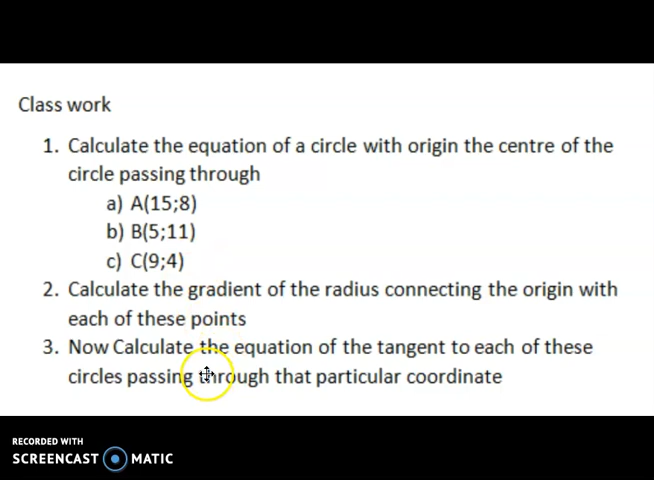 Class work
1. Calculate the equation of a circle with origin the centre of the
circle passing through
a) A(15;8)
b) B(5;11)
c) C(9;4)
2. Calculate the gradient of the radius connecting the origin with
each of these points
3. Now Calculate the equation of the tangent to each of these
circles passing through that particular coordinate
RECORDED WITH
SCREENCAST MATIC